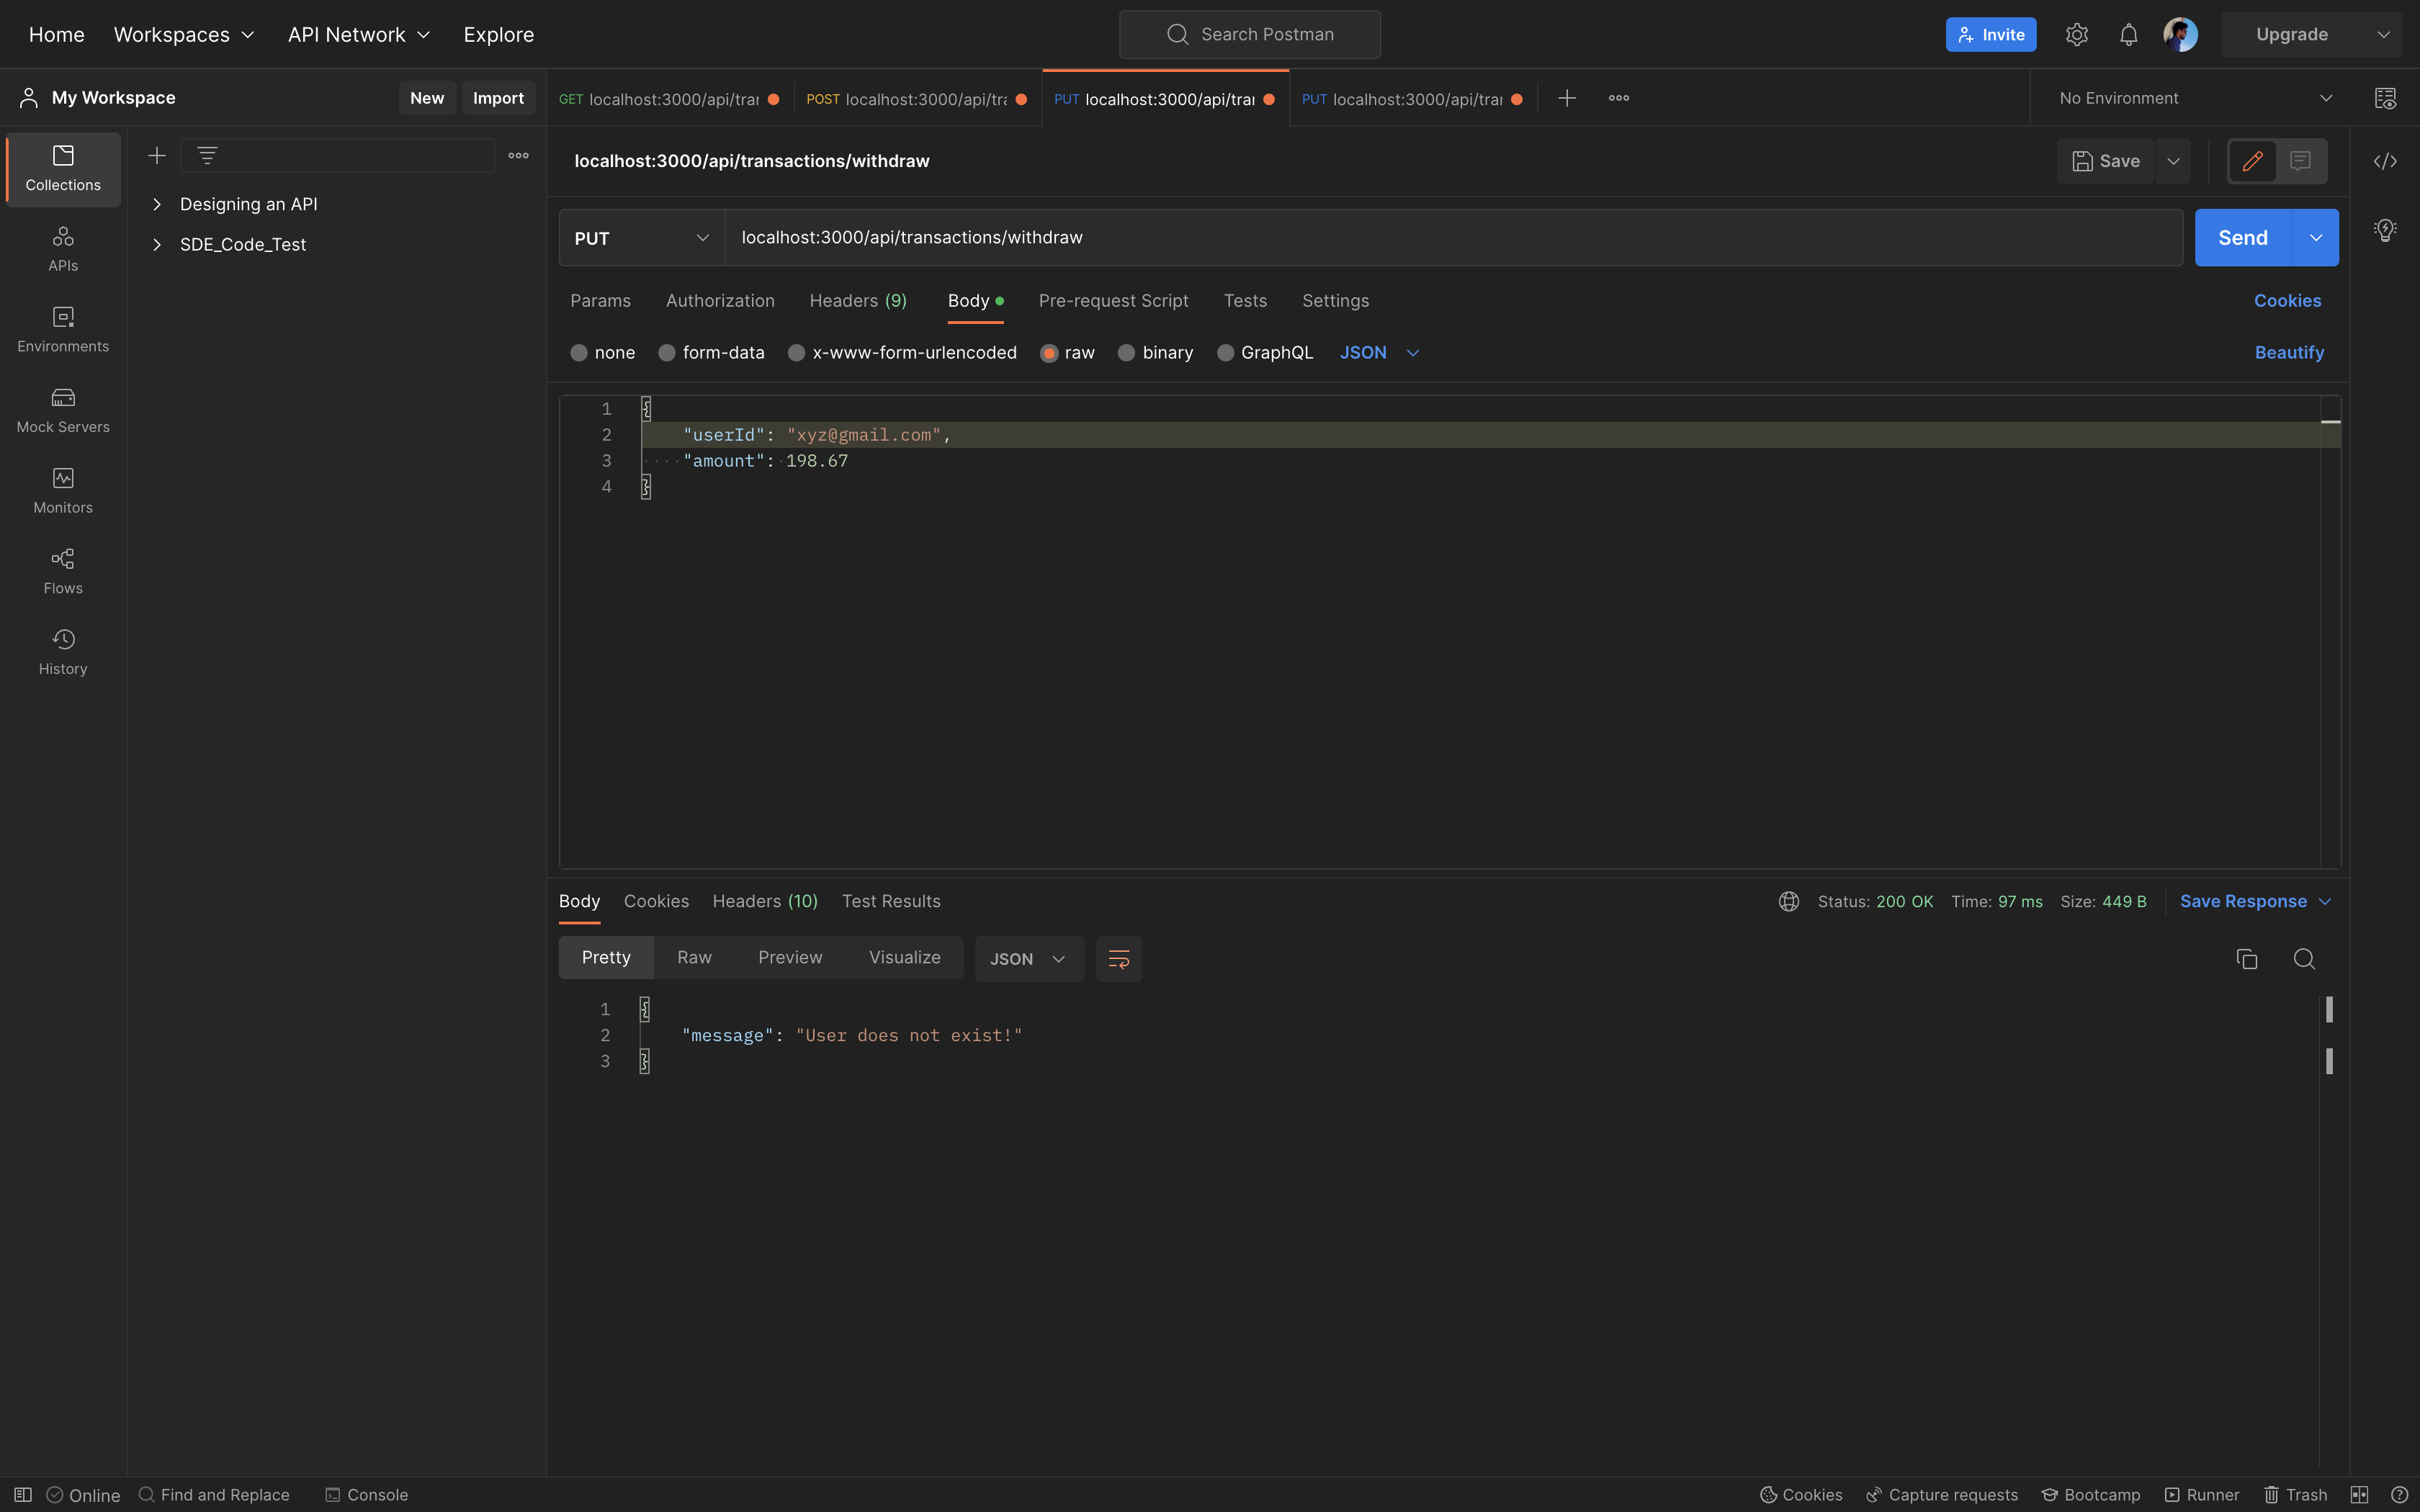 Home Workspaces API Network Explore Search Postman Invite Upgrade
My Workspace New Import
GET localhost:3000/api/trar POST localhost:3000/api/tra PUT localhost:3000/api/trar PUT localhost:3000/api/trar No Environment
Collections
APIs
Environments
Mock Servers
Monitors
Flows
History
Designing an API
SDE_Code_Test
localhost:3000/api/transactions/withdraw Save
PUT localhost:3000/api/transactions/withdraw Send
Params Authorization Headers (9) Body Pre-request Script Tests Settings Cookies
none form-data x-www-form-urlencoded raw binary GraphQL JSON Beautify
1 {
2 "userId": "xyz@gmail.com",
3 "amount": 198.67
4 }
Body Cookies Headers (10) Test Results Status: 200 OK Time: 97 ms Size: 449 B Save Response
Pretty Raw Preview Visualize JSON
1 {
2 "message": "User does not exist!"
3 }
Online Find and Replace Console Cookies Capture requests Bootcamp Runner Trash